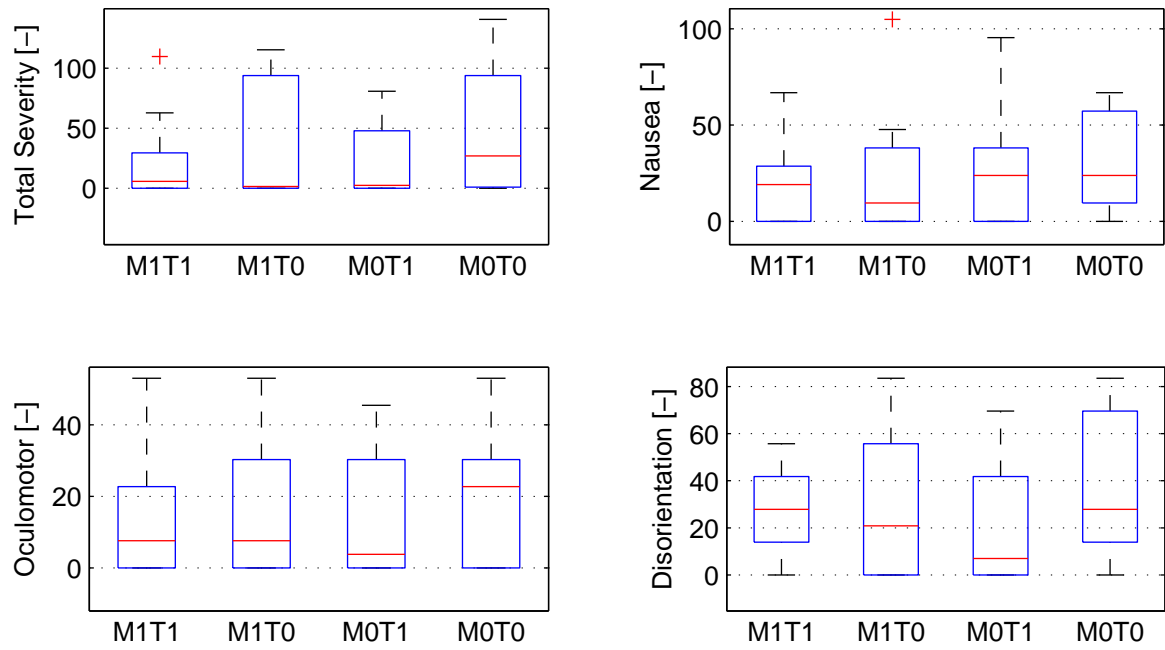 Total Severity [−]
100
50
0
M1T1 M1T0 M0T1 M0T0
Nausea [−]
100
50
0
M1T1 M1T0 M0T1 M0T0
Oculomotor [−]
40
20
0
M1T1 M1T0 M0T1 M0T0
Disorientation [−]
80
60
40
20
0
M1T1 M1T0 M0T1 M0T0